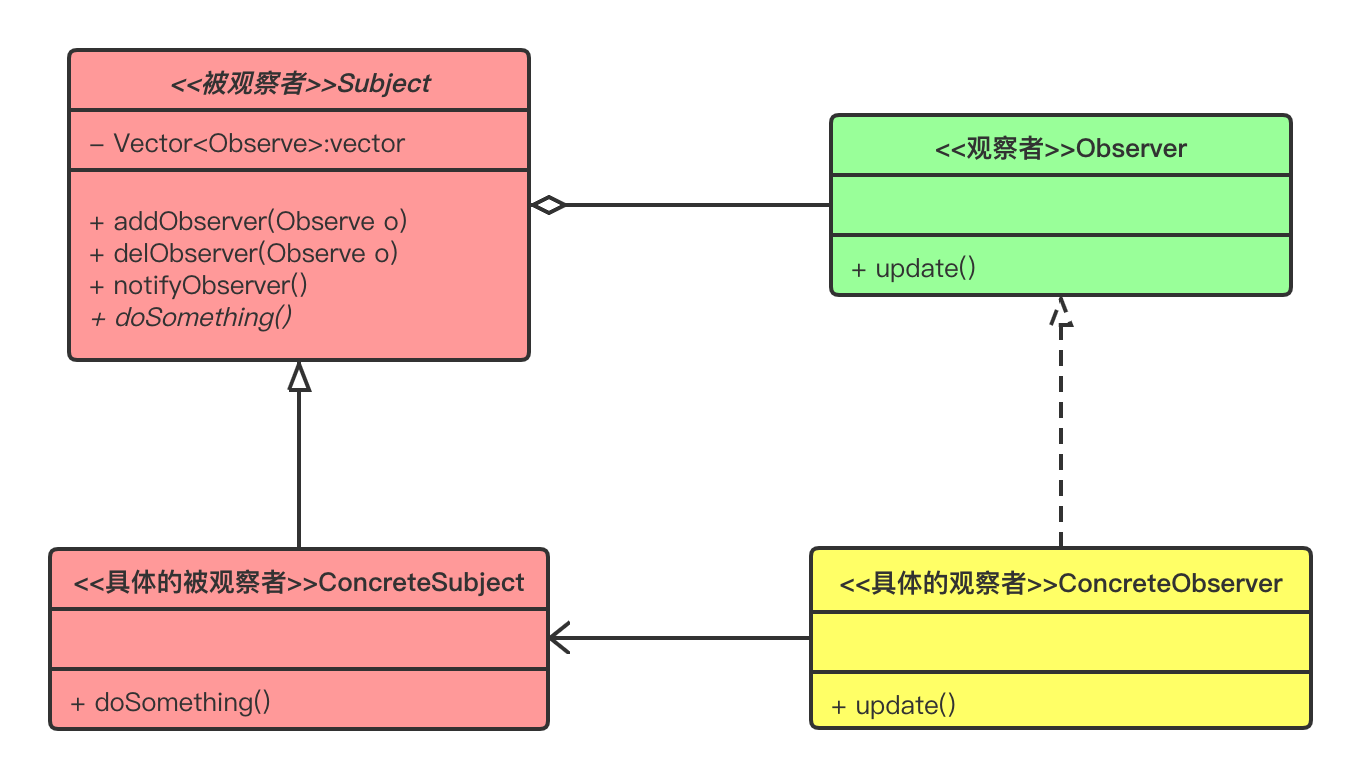 <<被观察者>>Subject
– Vector<Observe>:vector
+ addObserver(Observe o)
+ delObserver(Observe o)
+ notifyObserver()
+ doSomething()
<<观察者>>Observer
+ update()
<<具体的被观察者>>ConcreteSubject
+ doSomething()
<<具体的观察者>>ConcreteObserver
+ update()